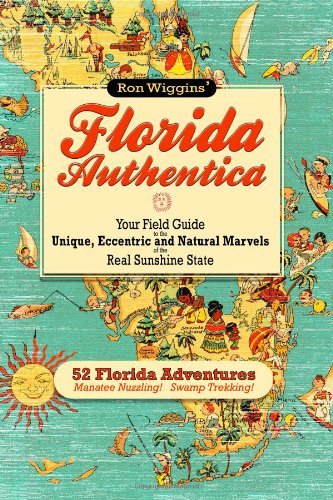 Ron Wiggins'
Florida
Authentica
Your Field Guide
to the
Unique, Eccentric and Natural Marvels
of the
Real Sunshine State
52 Florida Adventures
Manatee Nuzzling! Swamp Trekking!